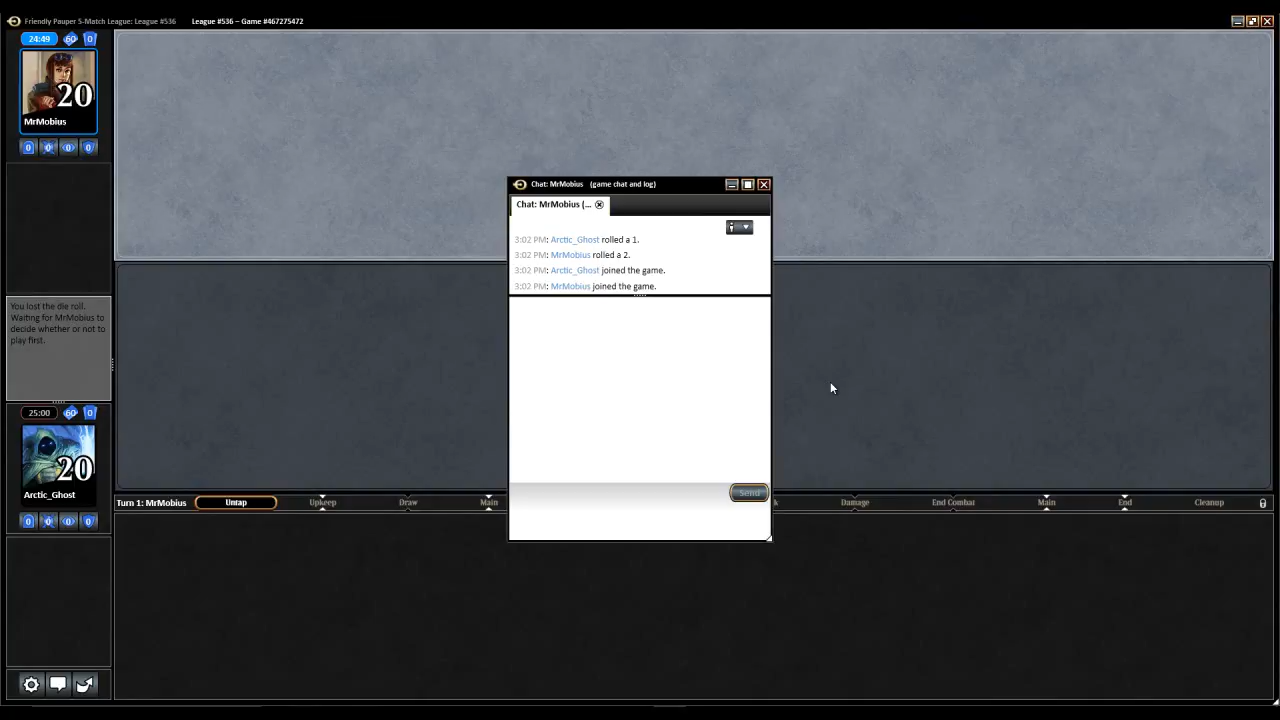 Friendly Pauper 5-Match League: League #536 League #536 – Game #467275472
24:49 60 0
20
MrMobius
0 0 0 0
Chat: MrMobius (game chat and log)
Chat: MrMobius (...
3:02 PM: Arctic_Ghost rolled a 1.
3:02 PM: MrMobius rolled a 2.
3:02 PM: Arctic_Ghost joined the game.
3:02 PM: MrMobius joined the game.
You lost the die roll.
Waiting for MrMobius to
decide whether or not to
play first.
25:00 60 0
20
Arctic_Ghost
0 0 0 0
Send
Turn 1: MrMobius Untap Upkeep Draw Main Damage End Combat Main End Cleanup